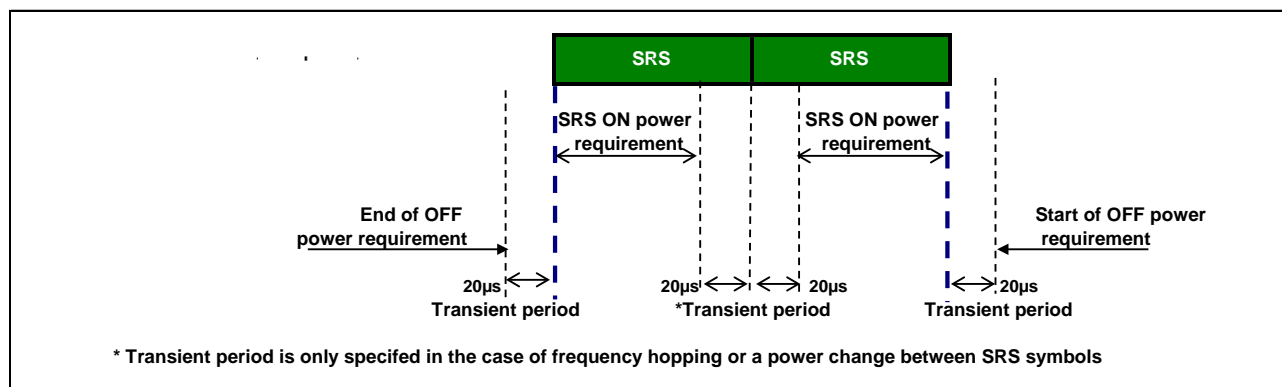 SRS SRS
SRS ON power
requirement
SRS ON power
requirement
End of OFF
power requirement
Start of OFF power
requirement
20µs 20µs 20µs 20µs
Transient period *Transient period Transient period
* Transient period is only specifed in the case of frequency hopping or a power change between SRS symbols